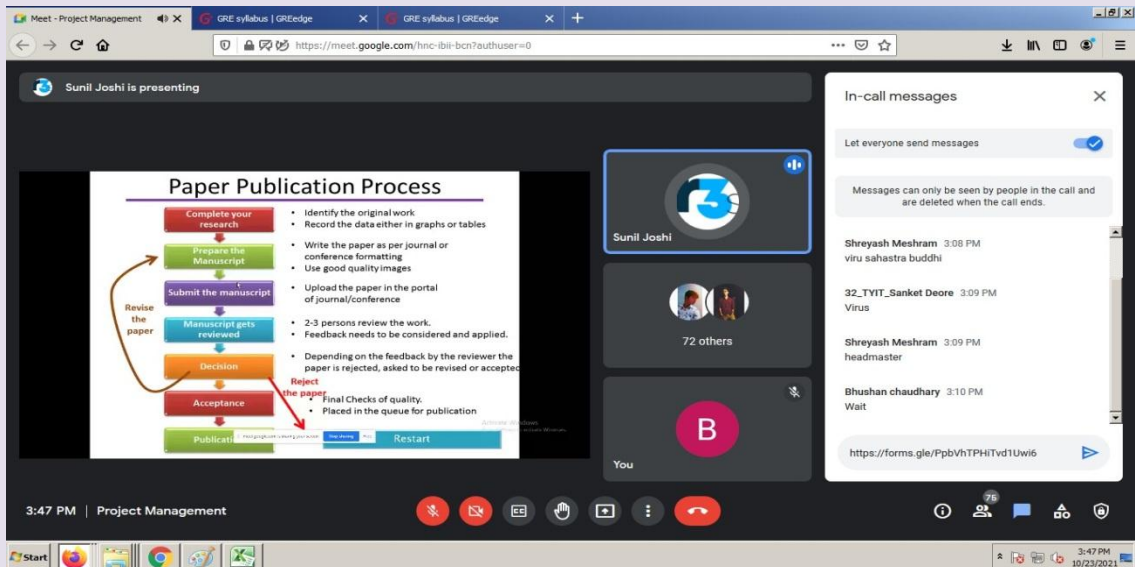 Meet - Project Management
GRE syllabus | GREedge
GRE syllabus | GREedge
https://meet.google.com/hnc-ibii-bcn?authuser=0
Sunil Joshi is presenting
Paper Publication Process
Complete your
research
• Identify the original work
• Record the data either in graphs or tables
Prepare the
Manuscript
• Write the paper as per journal or
conference formatting
• Use good quality images
Submit the manuscript
• Upload the paper in the portal
of journal/conference
Revise
the
paper
Manuscript gets
reviewed
• 2-3 persons review the work.
• Feedback needs to be considered and applied.
Decision
• Depending on the feedback by the reviewer the
paper is rejected, asked to be revised or accepted
Reject
the paper
Acceptance
• Final Checks of quality.
• Placed in the queue for publication
Activate Windows
Publicati
Stop sharing
Restart
Sunil Joshi
72 others
B
You
In-call messages
Let everyone send messages
Messages can only be seen by people in the call and
are deleted when the call ends.
Shreyash Meshram 3:08 PM
viru sahastra buddhi
32_TYIT_Sanket Deore 3:09 PM
Virus
Shreyash Meshram 3:09 PM
headmaster
Bhushan chaudhary 3:10 PM
Wait
https://forms.gle/PpbVhTPHiTvd1Uwi6
3:47 PM | Project Management
75
Start
3:47 PM
10/23/2021